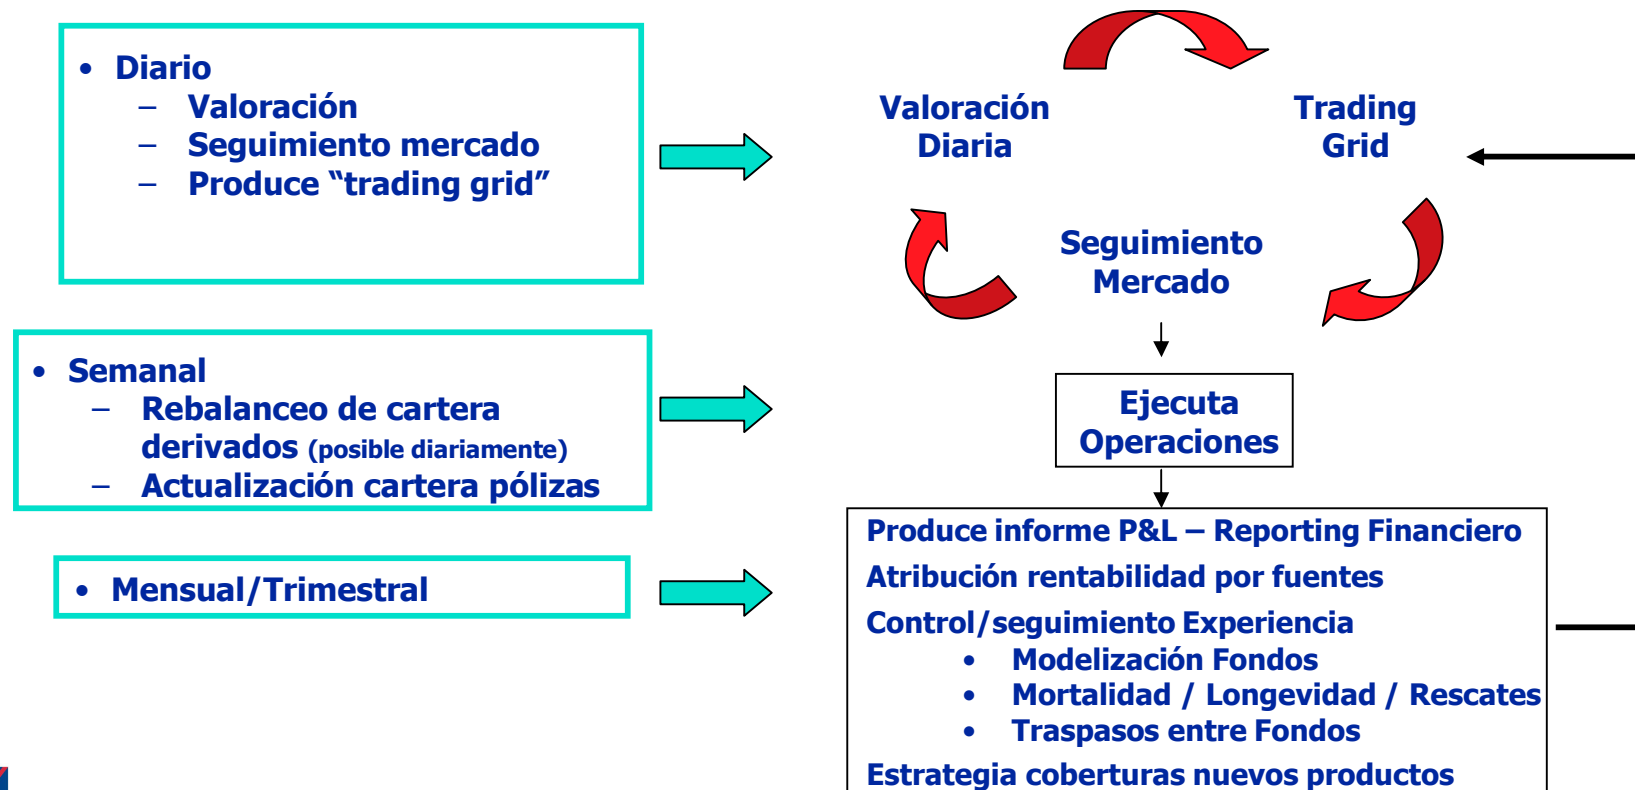 • Diario
– Valoración
– Seguimiento mercado
– Produce “trading grid”
• Semanal
– Rebalanceo de cartera
derivados (posible diariamente)
– Actualización cartera pólizas
• Mensual/Trimestral
Valoración
Diaria
Trading
Grid
Seguimiento
Mercado
Ejecuta
Operaciones
Produce informe P&L – Reporting Financiero
Atribución rentabilidad por fuentes
Control/seguimiento Experiencia
• Modelización Fondos
• Mortalidad / Longevidad / Rescates
• Traspasos entre Fondos
Estrategia coberturas nuevos productos